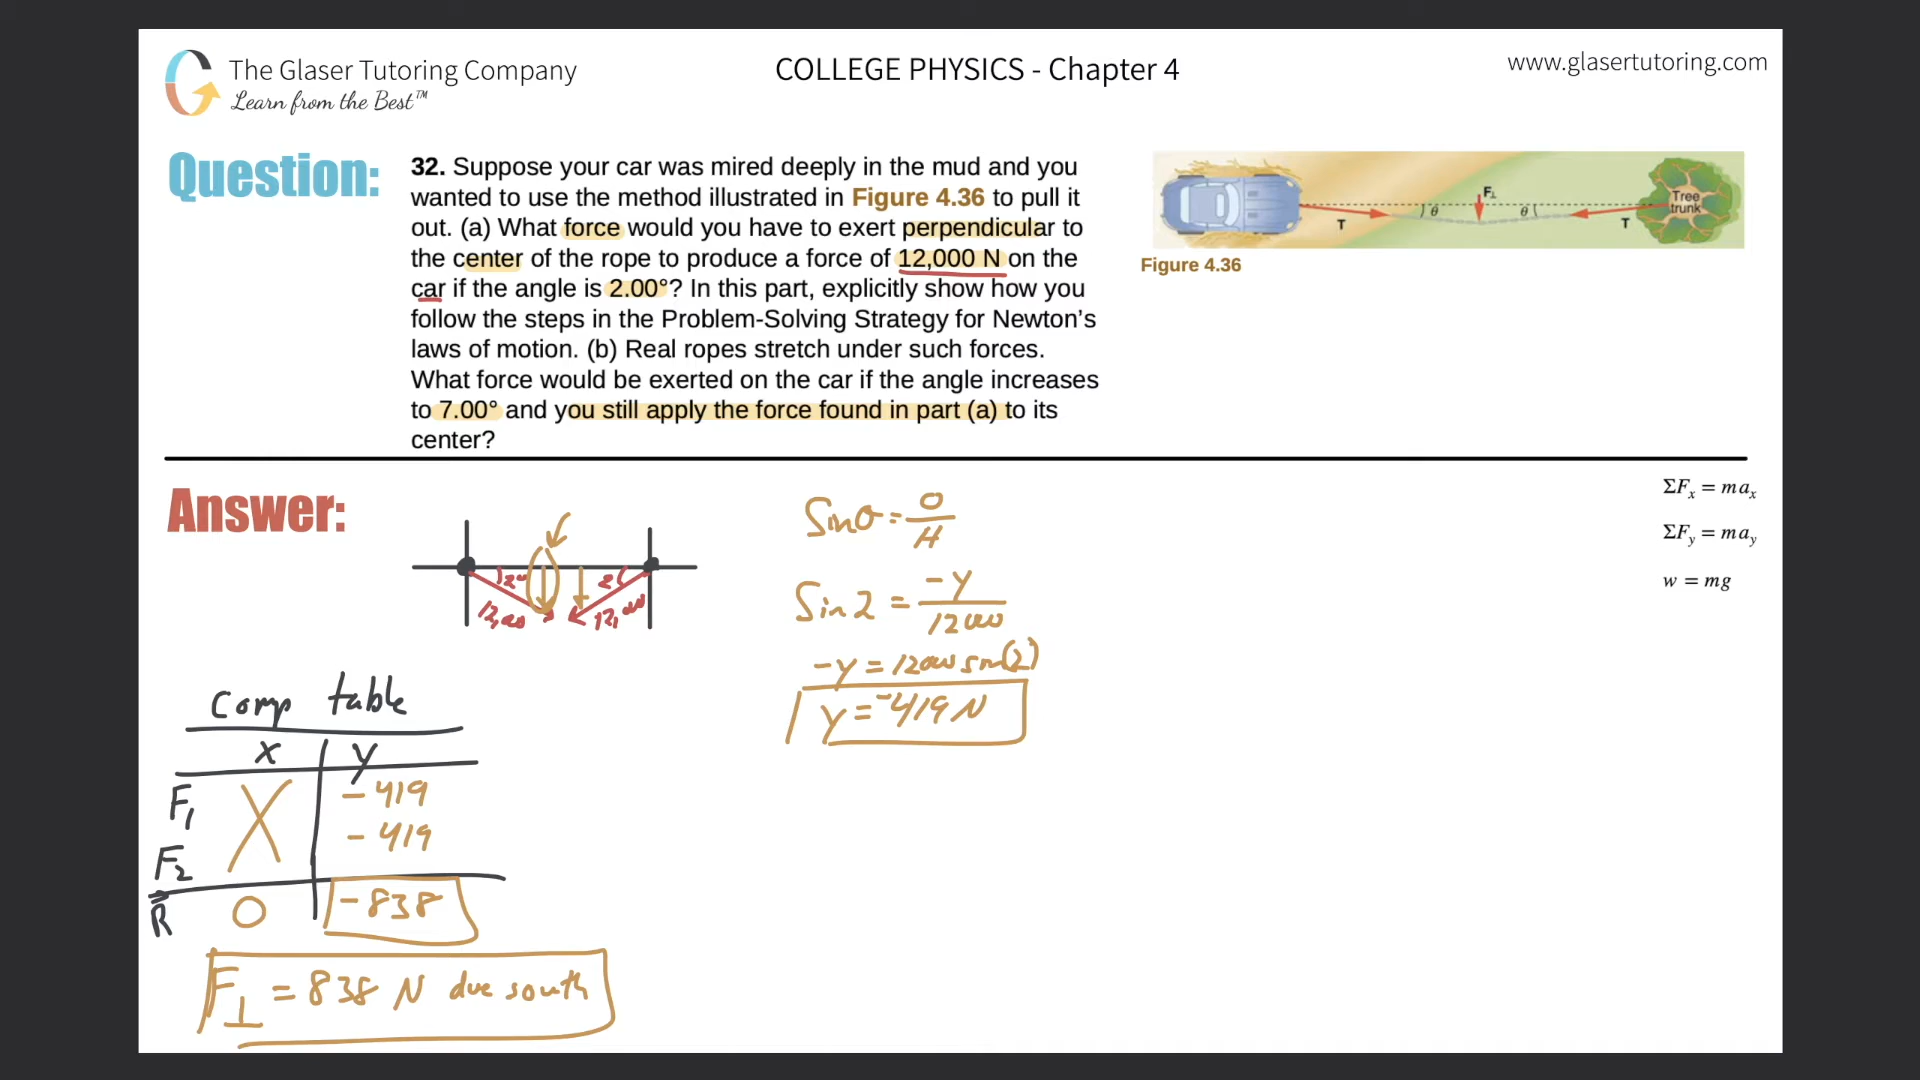 The Glaser Tutoring Company
Learn from the Best™
COLLEGE PHYSICS - Chapter 4
www.glasertutoring.com
Question:
32. Suppose your car was mired deeply in the mud and you
wanted to use the method illustrated in Figure 4.36 to pull it
out. (a) What force would you have to exert perpendicular to
the center of the rope to produce a force of 12,000 N on the
car if the angle is 2.00°? In this part, explicitly show how you
follow the steps in the Problem-Solving Strategy for Newton's
laws of motion. (b) Real ropes stretch under such forces.
What force would be exerted on the car if the angle increases
to 7.00° and you still apply the force found in part (a) to its
center?
F⊥
T
θ
θ
T
Tree
trunk
Figure 4.36
Answer:
ΣFx = max
ΣFy = may
w = mg
2°
2°
12,000
12,000
Sinθ = O/H
Sin 2 = -y/12000
-y = 12000 sin(2)
y = -419 N
Comp table
x y
F1 -419
F2 -419
R 0 -838
F⊥ = 838 N due south